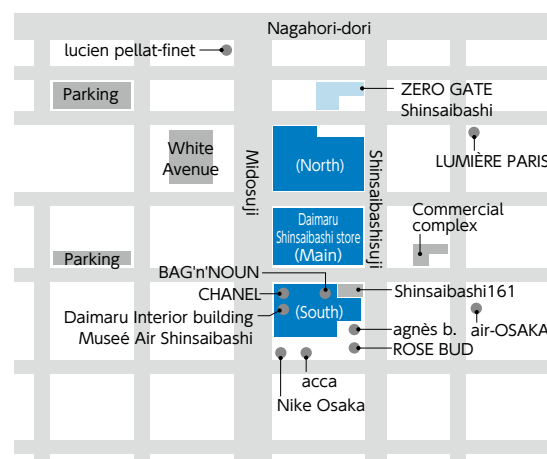 Nagahori-dori
lucien pellat-finet
Parking
ZERO GATE
Shinsaibashi
White
Avenue
Midosuji
(North)
Shinsaibashisuji
LUMIÈRE PARIS
Daimaru
Shinsaibashi store
(Main)
Commercial
complex
Parking
BAG'n'NOUN
CHANEL
Shinsaibashi161
Daimaru Interior building
Museé Air Shinsaibashi
(South)
agnès b.
air-OSAKA
ROSE BUD
acca
Nike Osaka